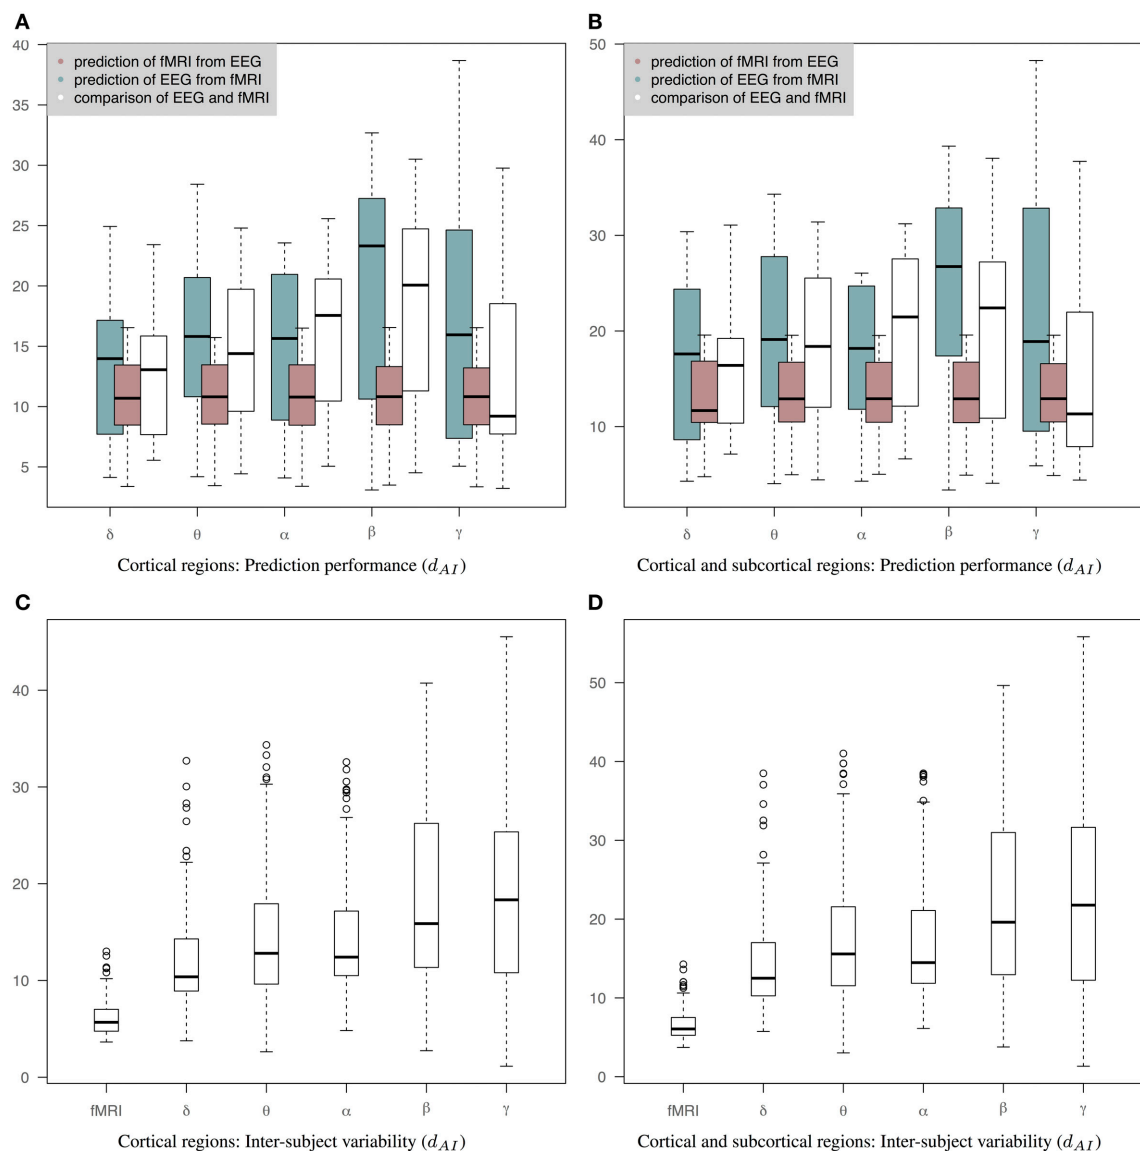 A
prediction of fMRI from EEG
prediction of EEG from fMRI
comparison of EEG and fMRI
40
35
30
25
20
15
10
5
δ θ α β γ
Cortical regions: Prediction performance (d_AI)
B
prediction of fMRI from EEG
prediction of EEG from fMRI
comparison of EEG and fMRI
50
40
30
20
10
δ θ α β γ
Cortical and subcortical regions: Prediction performance (d_AI)
C
40
30
20
10
0
fMRI δ θ α β γ
Cortical regions: Inter-subject variability (d_AI)
D
50
40
30
20
10
0
fMRI δ θ α β γ
Cortical and subcortical regions: Inter-subject variability (d_AI)